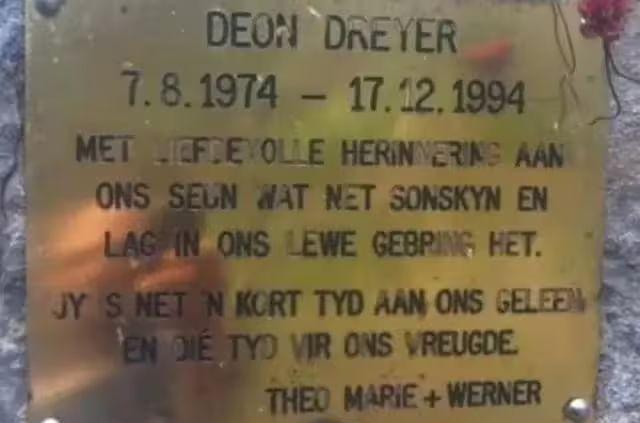 DEON DREYER
7.8.1974 – 17.12.1994
MET LIEFDEVOLLE HERINNERING AAN
ONS SEUN WAT NET SONSKYN EN
LAG IN ONS LEWE GEBRING HET.
JY IS NET 'N KORT TYD AAN ONS GELEEN
EN DIÉ TYD VIR ONS VREUGDE.
THEO MARIE + WERNER